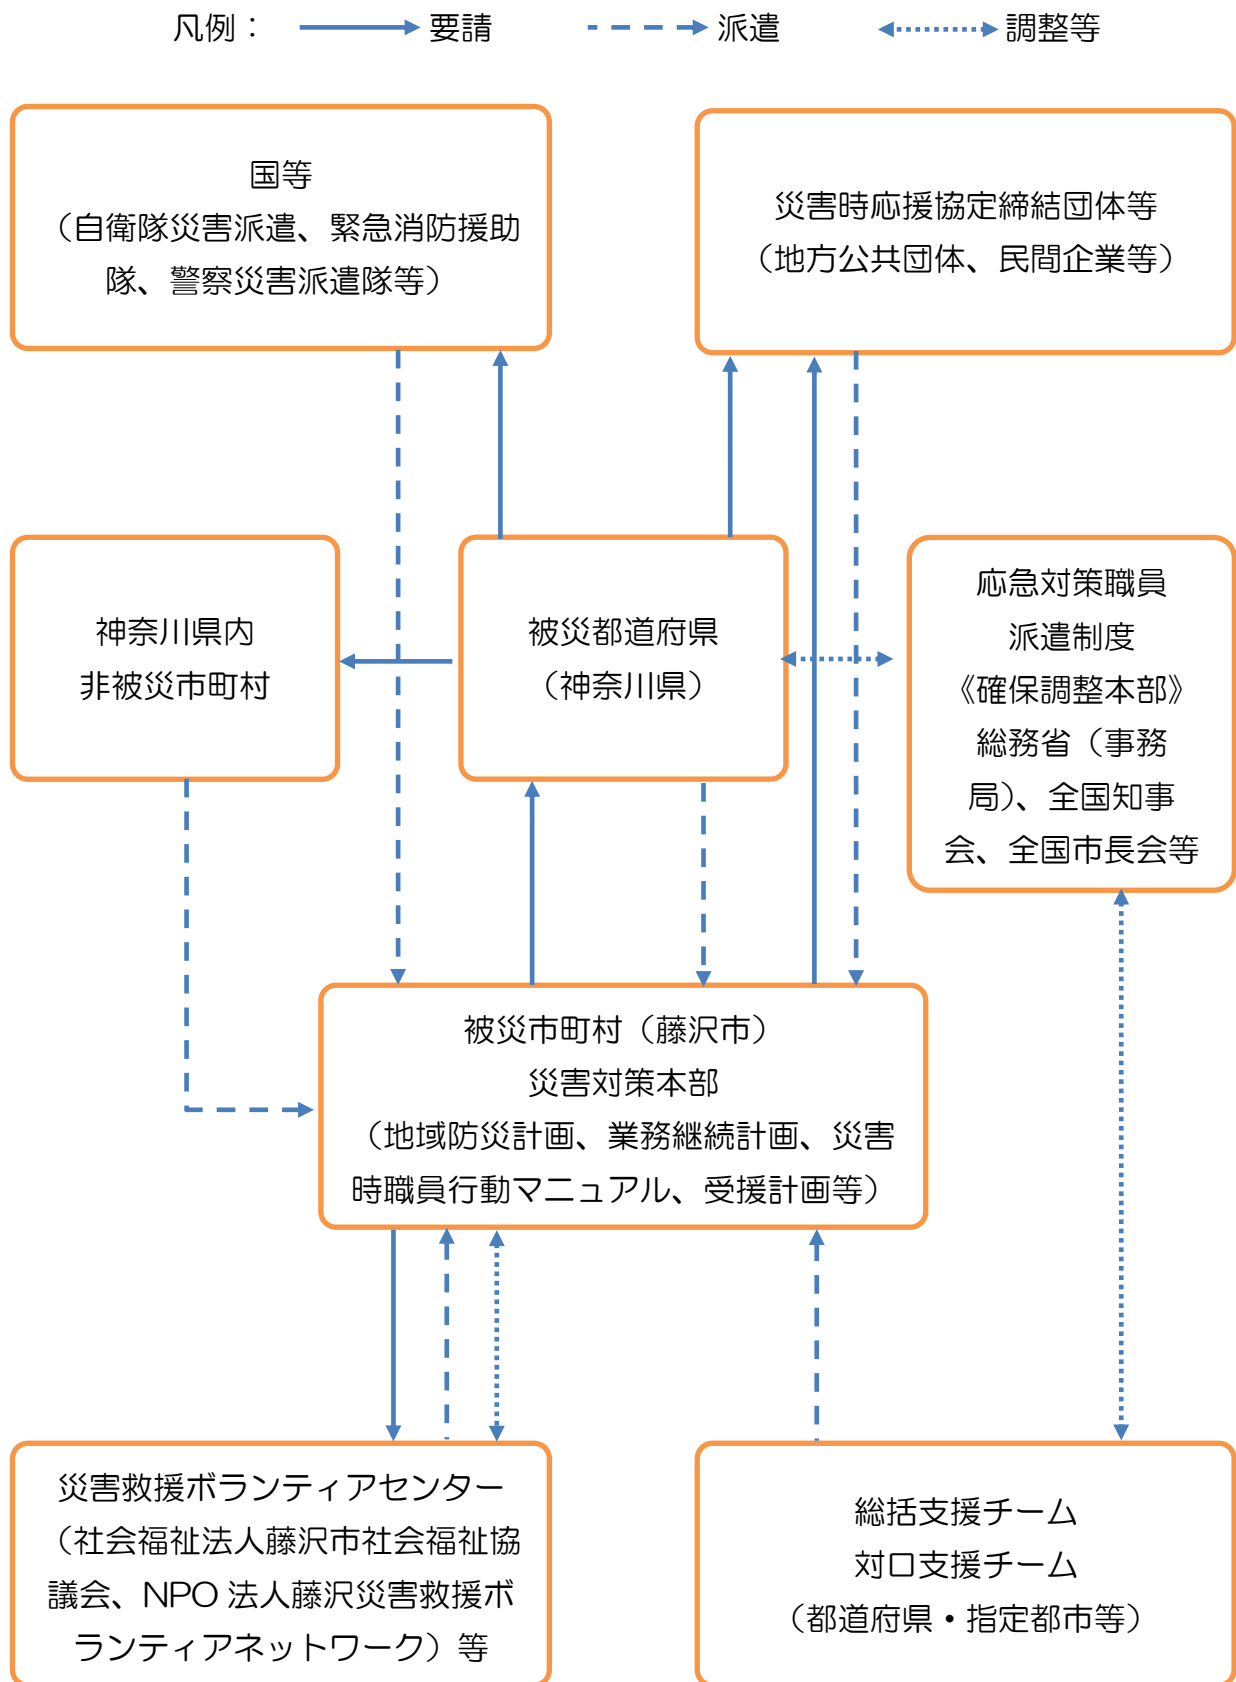 凡例： 要請 派遣 調整等
国等
（自衛隊災害派遣、緊急消防援助
隊、警察災害派遣隊等）
災害時応援協定締結団体等
（地方公共団体、民間企業等）
神奈川県内
非被災市町村
被災都道府県
（神奈川県）
応急対策職員
派遣制度
《確保調整本部》
総務省（事務
局）、全国知事
会、全国市長会等
被災市町村（藤沢市）
災害対策本部
（地域防災計画、業務継続計画、災害
時職員行動マニュアル、受援計画等）
災害救援ボランティアセンター
（社会福祉法人藤沢市社会福祉協
議会、NPO 法人藤沢災害救援ボ
ランティアネットワーク）等
総括支援チーム
対口支援チーム
（都道府県・指定都市等）